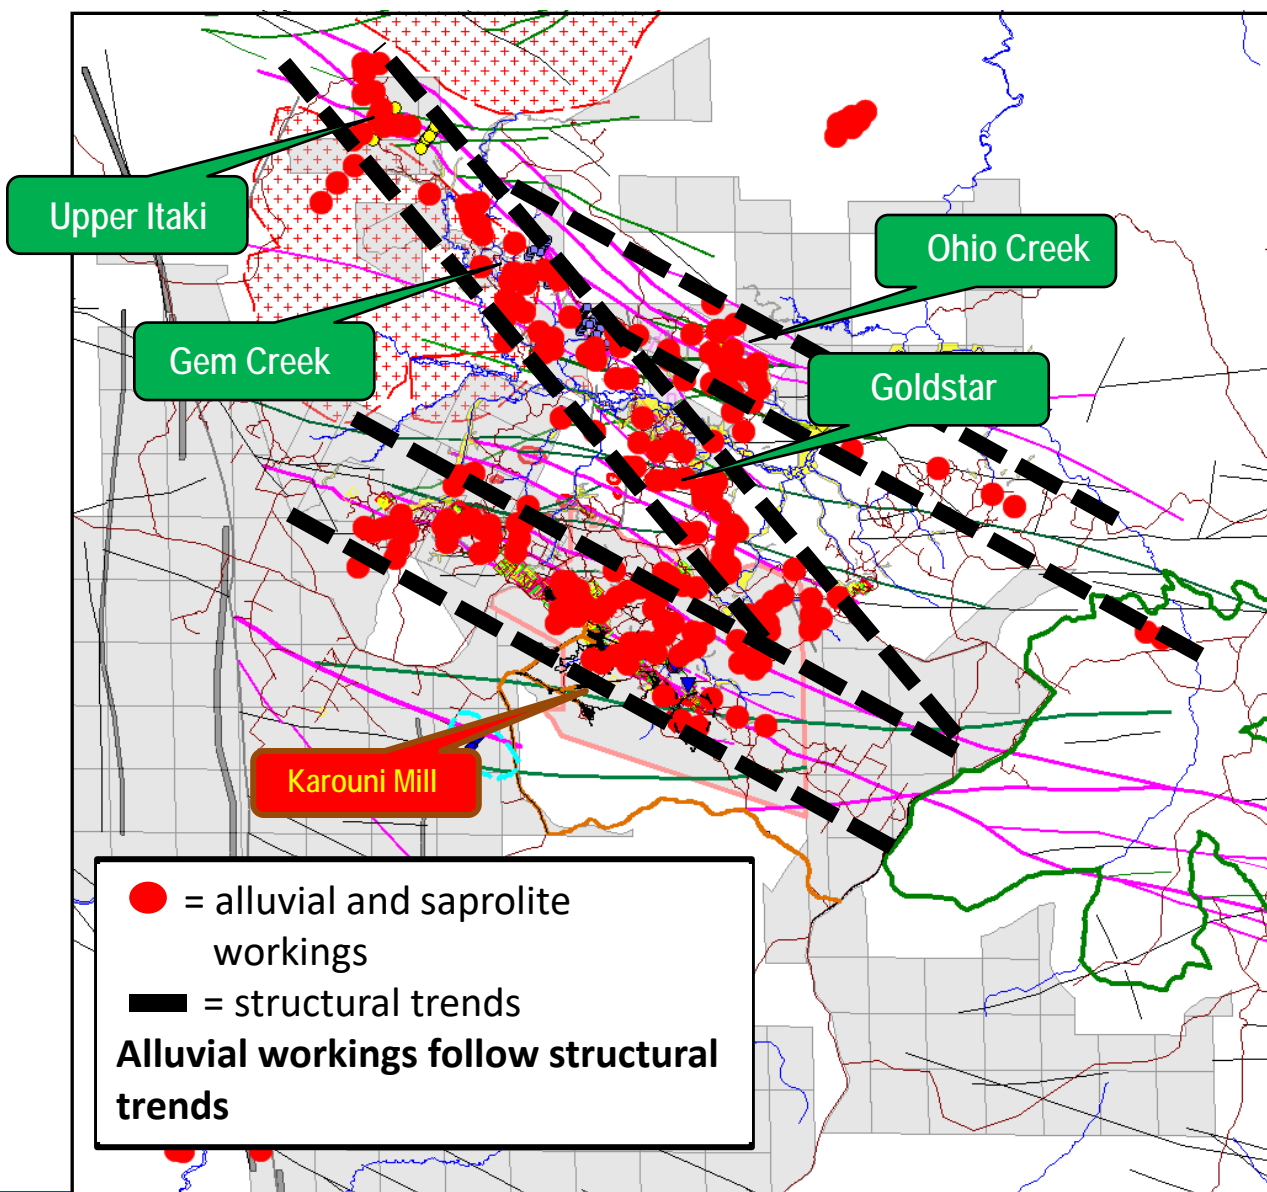 Upper Itaki
Ohio Creek
Gem Creek
Goldstar
Karouni Mill
= alluvial and saprolite
workings
= structural trends
Alluvial workings follow structural
trends